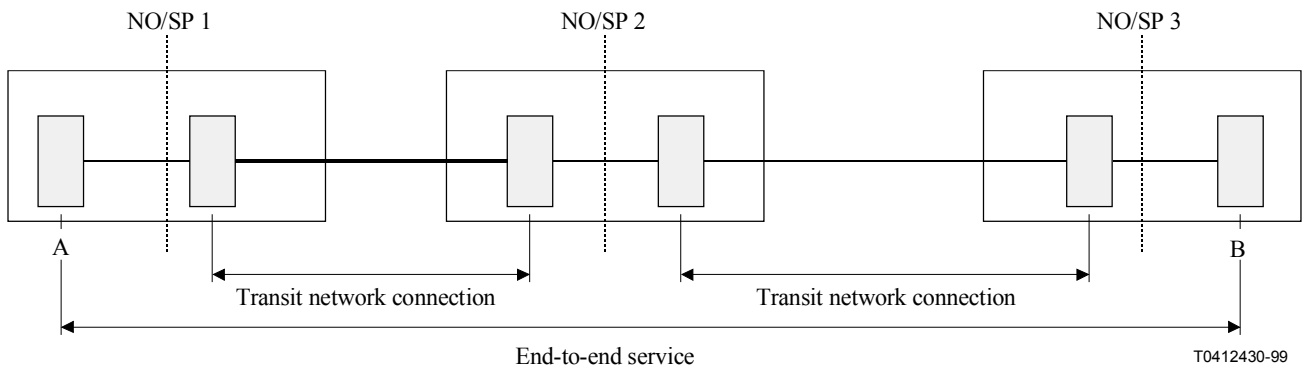 NO/SP 1
NO/SP 2
NO/SP 3
A
B
Transit network connection
Transit network connection
End-to-end service
T0412430-99